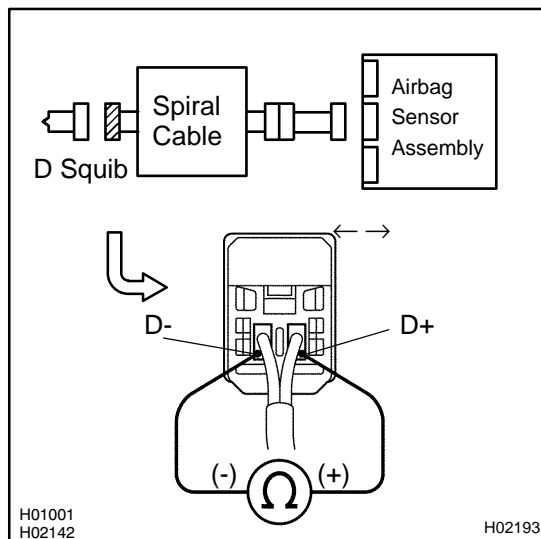 Spiral
Cable
D Squib
Airbag
Sensor
Assembly
D-
D+
(-)
Ω
(+)
H01001
H02142
H02193